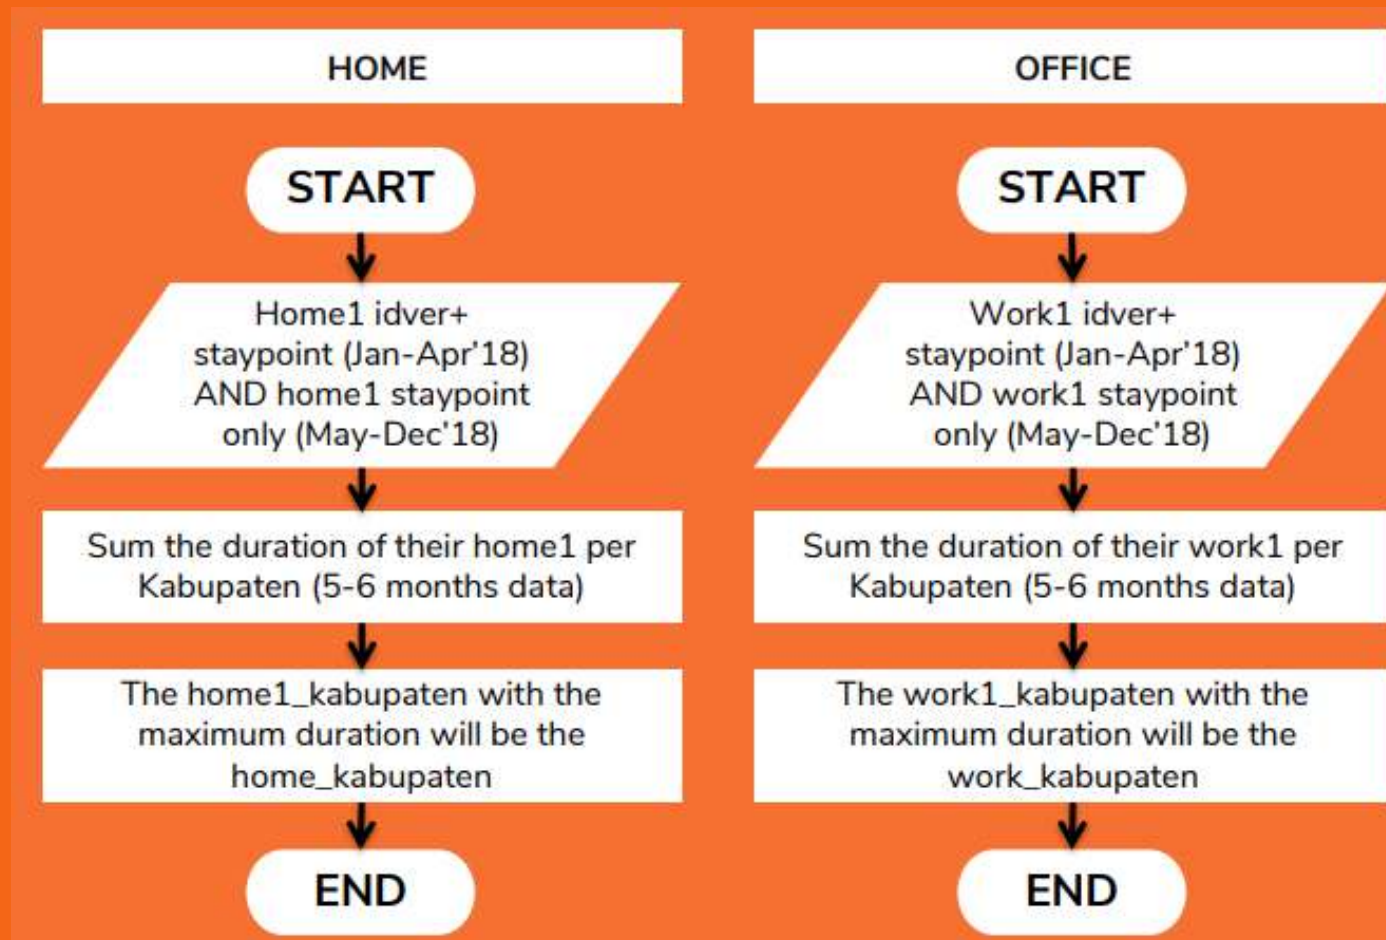 HOME
START
Home1 idver+
staypoint (Jan-Apr’18)
AND home1 staypoint
only (May-Dec’18)
Sum the duration of their home1 per
Kabupaten (5-6 months data)
The home1_kabupaten with the
maximum duration will be the
home_kabupaten
END
OFFICE
START
Work1 idver+
staypoint (Jan-Apr’18)
AND work1 staypoint
only (May-Dec’18)
Sum the duration of their work1 per
Kabupaten (5-6 months data)
The work1_kabupaten with the
maximum duration will be the
work_kabupaten
END